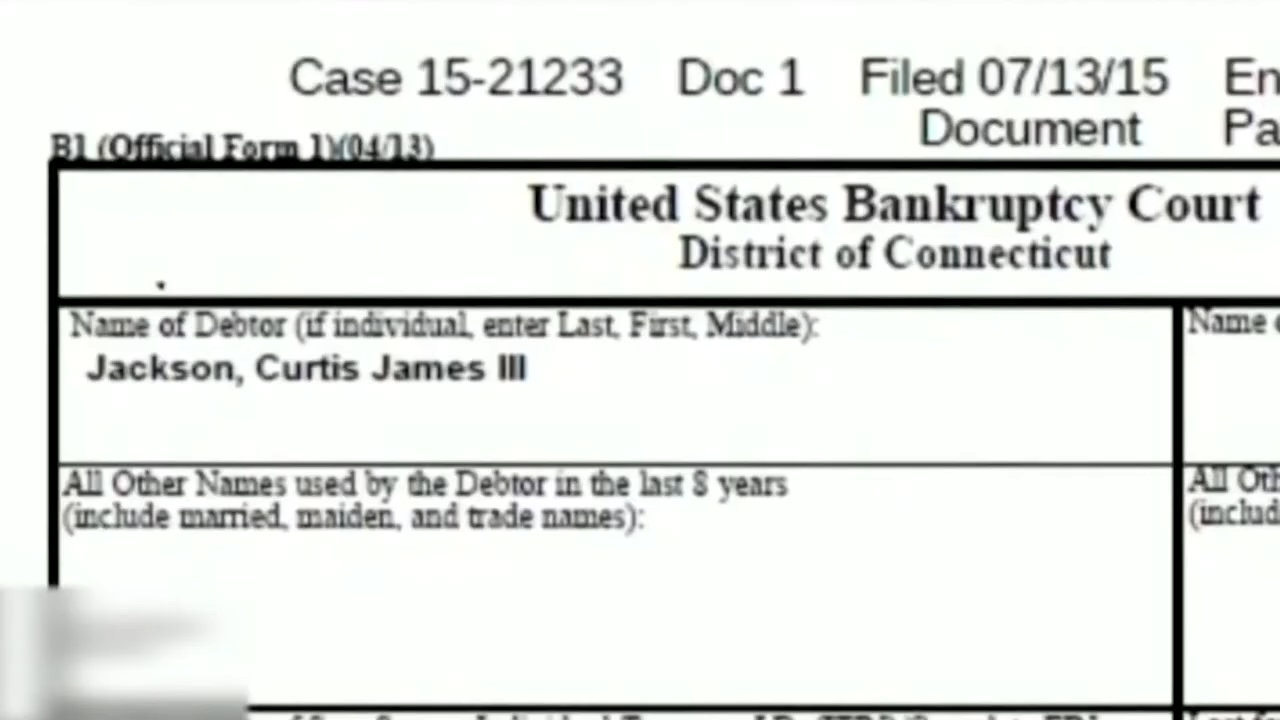 Case 15-21233 Doc 1 Filed 07/13/15
Document
B1 (Official Form 1)(04/13)
United States Bankruptcy Court
District of Connecticut
Name of Debtor (if individual, enter Last, First, Middle):
Name
Jackson, Curtis James III
All Other Names used by the Debtor in the last 8 years
All
(include married, maiden, and trade names):